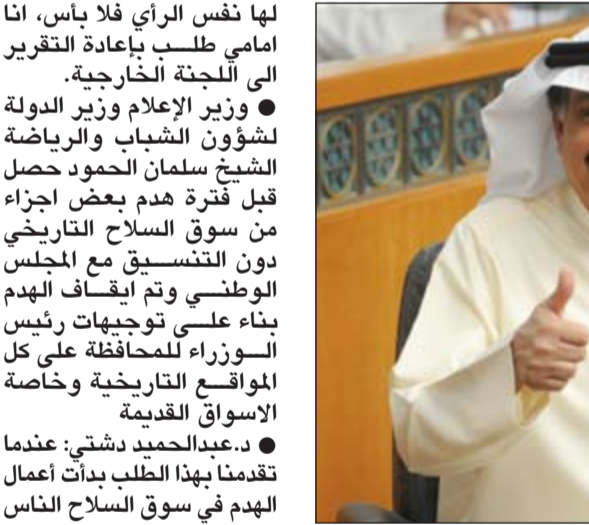 لها نفس الرأي فلا بأس، انا
امامي طلب بإعادة التقرير
الى اللجنة الخارجية.
● وزير الإعلام وزير الدولة
لشؤون الشباب والرياضة
الشيخ سلمان الحمود حصل
قبل فترة هدم بعض اجزاء
من سوق السلاح التاريخي
دون التنسيق مع المجلس
الوطني وتم ايقاف الهدم
بناء على توجيهات رئيس
الوزراء للمحافظة على كل
المواقع التاريخية وخاصة
الاسواق القديمة
● د.عبدالحميد دشتي: عندما
تقدمنا بهذا الطلب بدأت أعمال
الهدم في سوق السلاح الناس